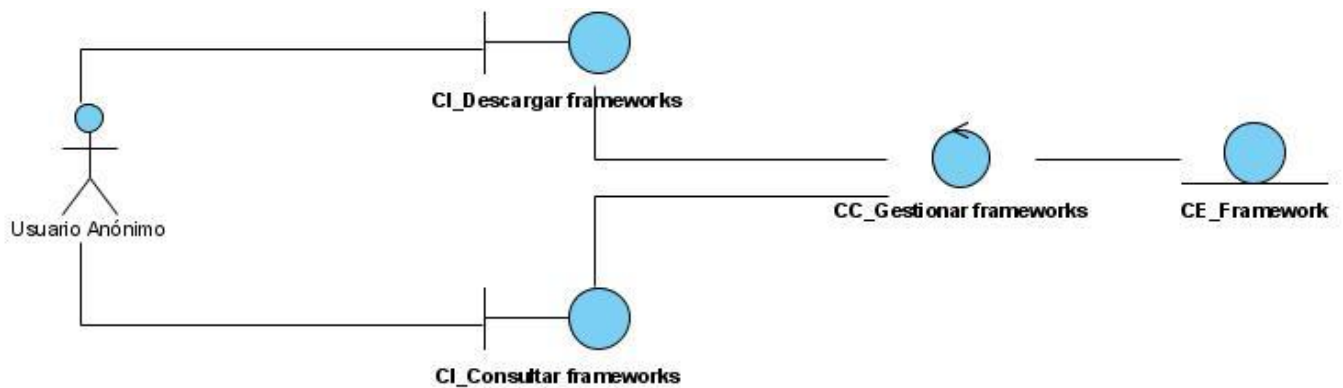 CI_Descargar frameworks
Usuario Anónimo
CC_Gestionar frameworks
CE_Framework
CI_Consultar frameworks